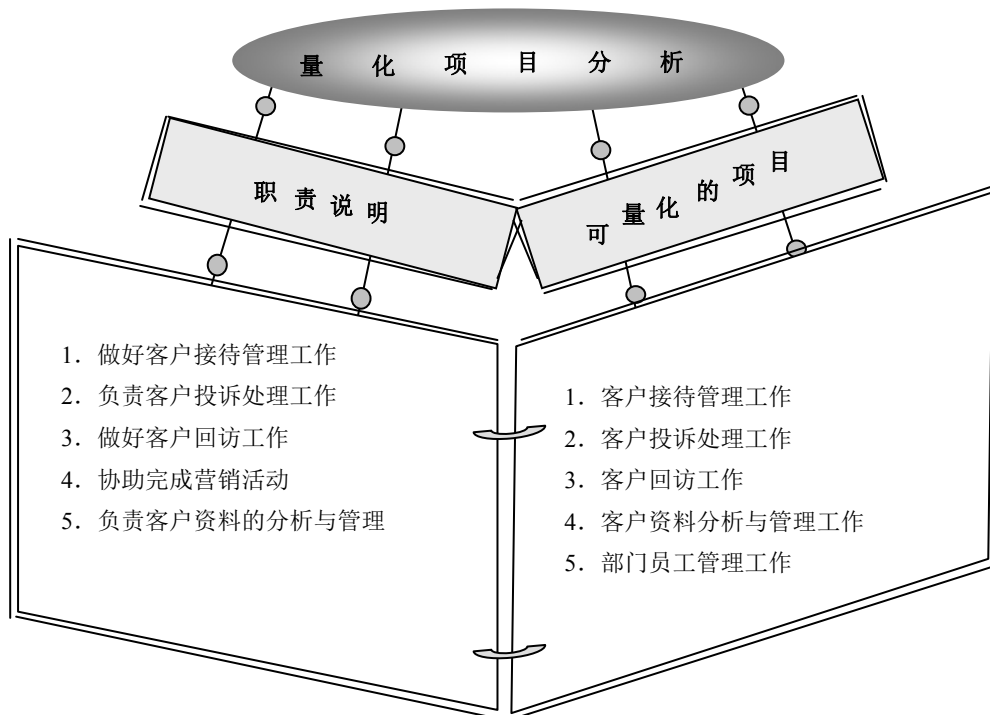 量化项目分析
职责说明
可量化的项目
1．做好客户接待管理工作
2．负责客户投诉处理工作
3．做好客户回访工作
4．协助完成营销活动
5．负责客户资料的分析与管理
1．客户接待管理工作
2．客户投诉处理工作
3．客户回访工作
4．客户资料分析与管理工作
5．部门员工管理工作